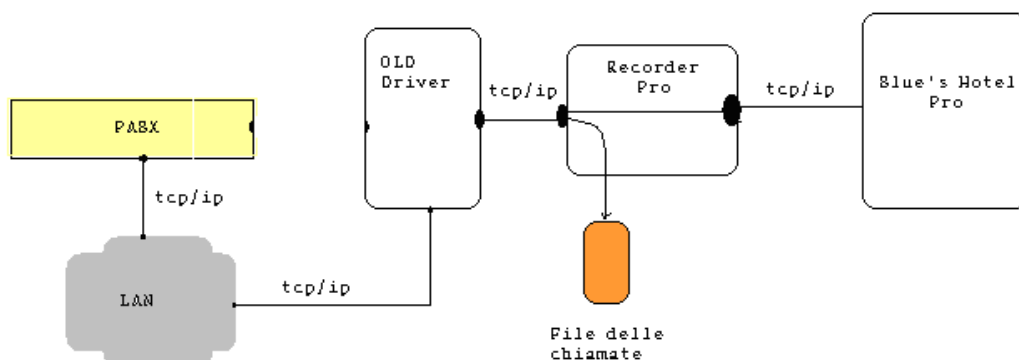 PABX
tcp/ip
LAN
tcp/ip
OLD
Driver
tcp/ip
Recorder
Pro
tcp/ip
Blue's Hotel
Pro
File delle
chiamate